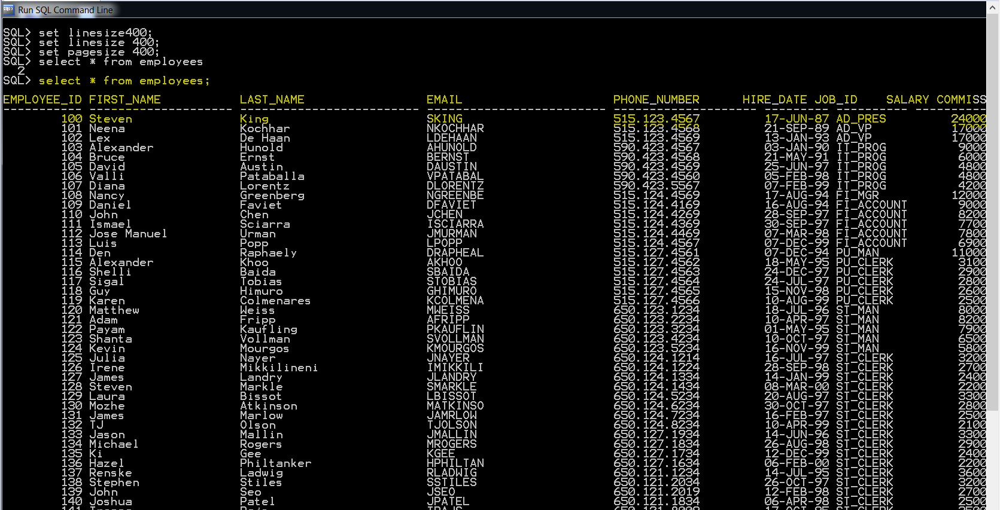 Run SQL Command Line
SQL> set linesize400;
SQL> set linesize 400;
SQL> set pagesize 400;
SQL> select * from employees
2
SQL> select * from employees;
EMPLOYEE_ID FIRST_NAME LAST_NAME EMAIL PHONE_NUMBER HIRE_DATE JOB_ID SALARY COMMISS
----------- -------------------- ------------------------- ------------------------- -------------------- --------- ---------- ---------- ----------
100 Steven King SKING 515.123.4567 17-JUN-87 AD_PRES 24000
101 Neena Kochhar NKOCHHAR 515.123.4568 21-SEP-89 AD_VP 17000
102 Lex De Haan LDEHAAN 515.123.4569 13-JAN-93 AD_VP 17000
103 Alexander Hunold AHUNOLD 590.423.4567 03-JAN-90 IT_PROG 9000
104 Bruce Ernst BERNST 590.423.4568 21-MAY-91 IT_PROG 6000
105 David Austin DAUSTIN 590.423.4569 25-JUN-97 IT_PROG 4800
106 Valli Pataballa VPATABAL 590.423.4560 05-FEB-98 IT_PROG 4800
107 Diana Lorentz DLORENTZ 590.423.5567 07-FEB-99 IT_PROG 4200
108 Nancy Greenberg NGREENBE 515.124.4569 17-AUG-94 FI_MGR 12000
109 Daniel Faviet DFAVIET 515.124.4169 16-AUG-94 FI_ACCOUNT 9000
110 John Chen JCHEN 515.124.4269 28-SEP-97 FI_ACCOUNT 8200
111 Ismael Sciarra ISCIARRA 515.124.4369 30-SEP-97 FI_ACCOUNT 7700
112 Jose Manuel Urman JMURMAN 515.124.4469 07-MAR-98 FI_ACCOUNT 7800
113 Luis Popp LPOPP 515.124.4567 07-DEC-99 FI_ACCOUNT 6900
114 Den Raphaely DRAPHEAL 515.127.4561 07-DEC-94 PU_MAN 11000
115 Alexander Khoo AKHOO 515.127.4562 18-MAY-95 PU_CLERK 3100
116 Shelli Baida SBAIDA 515.127.4563 24-DEC-97 PU_CLERK 2900
117 Sigal Tobias STOBIAS 515.127.4564 24-JUL-97 PU_CLERK 2800
118 Guy Himuro GHIMURO 515.127.4565 15-NOV-98 PU_CLERK 2600
119 Karen Colmenares KCOLMENA 515.127.4566 10-AUG-99 PU_CLERK 2500
120 Matthew Weiss MWEISS 650.123.1234 18-JUL-96 ST_MAN 8000
121 Adam Fripp AFRIPP 650.123.2234 10-APR-97 ST_MAN 8200
122 Payam Kaufling PKAUFLIN 650.123.3234 01-MAY-95 ST_MAN 7900
123 Shanta Vollman SVOLLMAN 650.123.4234 10-OCT-97 ST_MAN 6500
124 Kevin Mourgos KMOURGOS 650.123.5234 16-NOV-99 ST_MAN 5800
125 Julia Nayer JNAYER 650.124.1214 16-JUL-97 ST_CLERK 3200
126 Irene Mikkilineni IMIKKILI 650.124.1224 28-SEP-98 ST_CLERK 2700
127 James Landry JLANDRY 650.124.1334 14-JAN-99 ST_CLERK 2400
128 Steven Markle SMARKLE 650.124.1434 08-MAR-00 ST_CLERK 2200
129 Laura Bissot LBISSOT 650.124.5234 20-AUG-97 ST_CLERK 3300
130 Mozhe Atkinson MATKINSO 650.124.6234 30-OCT-97 ST_CLERK 2800
131 James Marlow JAMRLOW 650.124.7234 16-FEB-97 ST_CLERK 2500
132 TJ Olson TJOLSON 650.124.8234 10-APR-99 ST_CLERK 2100
133 Jason Mallin JMALLIN 650.127.1934 14-JUN-96 ST_CLERK 3300
134 Michael Rogers MROGERS 650.127.1834 26-AUG-98 ST_CLERK 2900
135 Ki Gee KGEE 650.127.1734 12-DEC-99 ST_CLERK 2400
136 Hazel Philtanker HPHILTAN 650.127.1634 06-FEB-00 ST_CLERK 2200
137 Renske Ladwig RLADWIG 650.121.1234 14-JUL-95 ST_CLERK 3600
138 Stephen Stiles SSTILES 650.121.2034 26-OCT-97 ST_CLERK 3200
139 John Seo JSEO 650.121.2019 12-FEB-98 ST_CLERK 2700
140 Joshua Patel JPATEL 650.121.1834 06-APR-98 ST_CLERK 2500